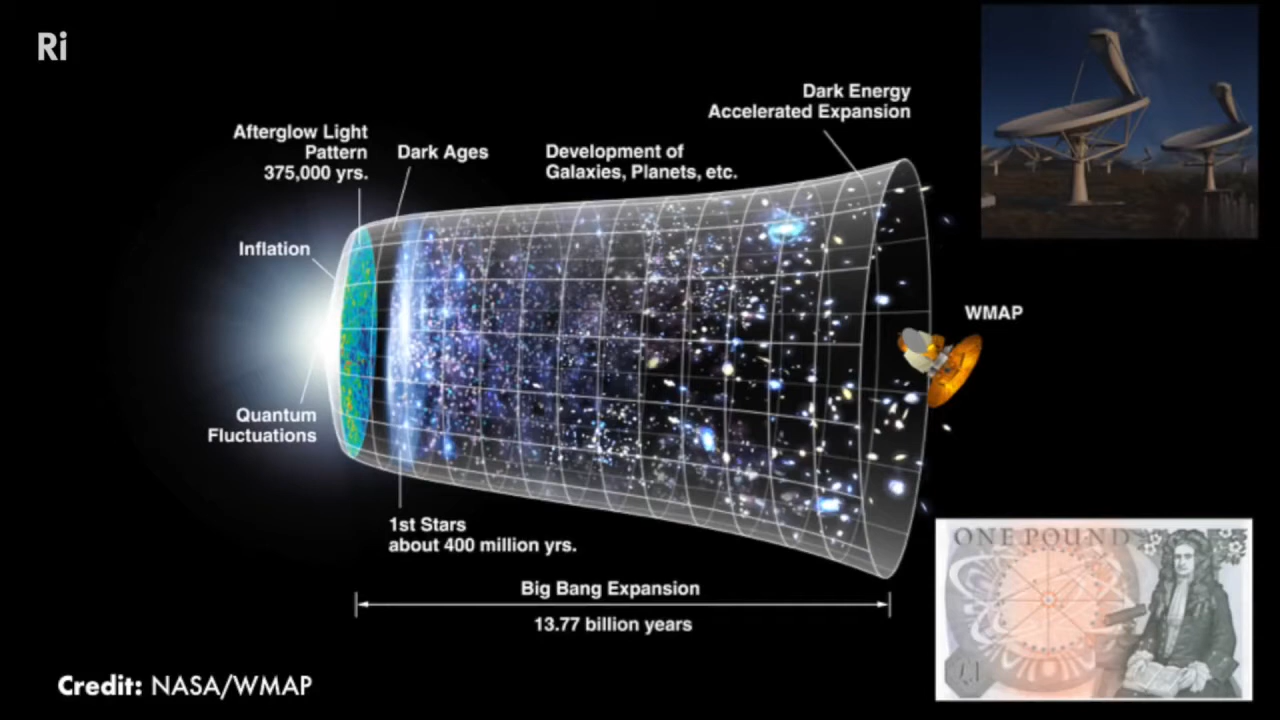 Ri
Dark Energy
Accelerated Expansion
Afterglow Light
Pattern
375,000 yrs.
Dark Ages
Development of
Galaxies, Planets, etc.
Inflation
WMAP
Quantum
Fluctuations
1st Stars
about 400 million yrs.
Big Bang Expansion
13.77 billion years
ONE POUND
£1
Credit: NASA/WMAP